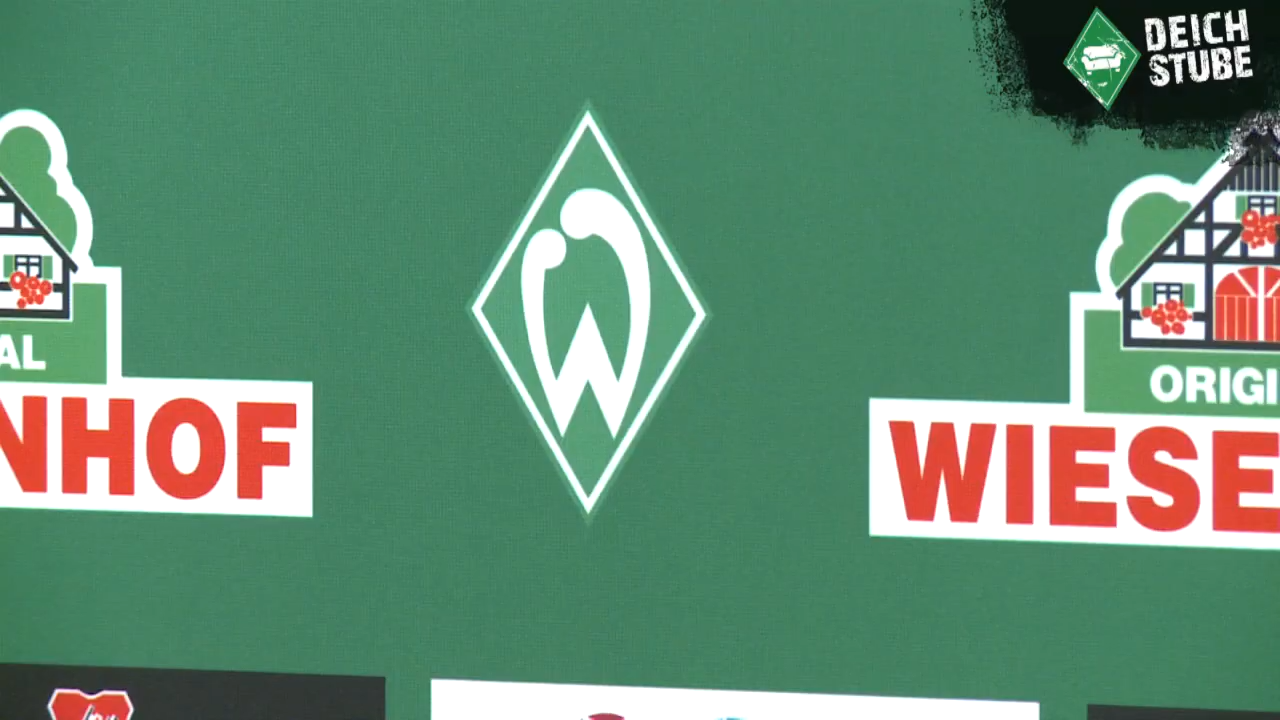 DEICH
STUBE
W
AL
NHOF
ORIGI
WIESE